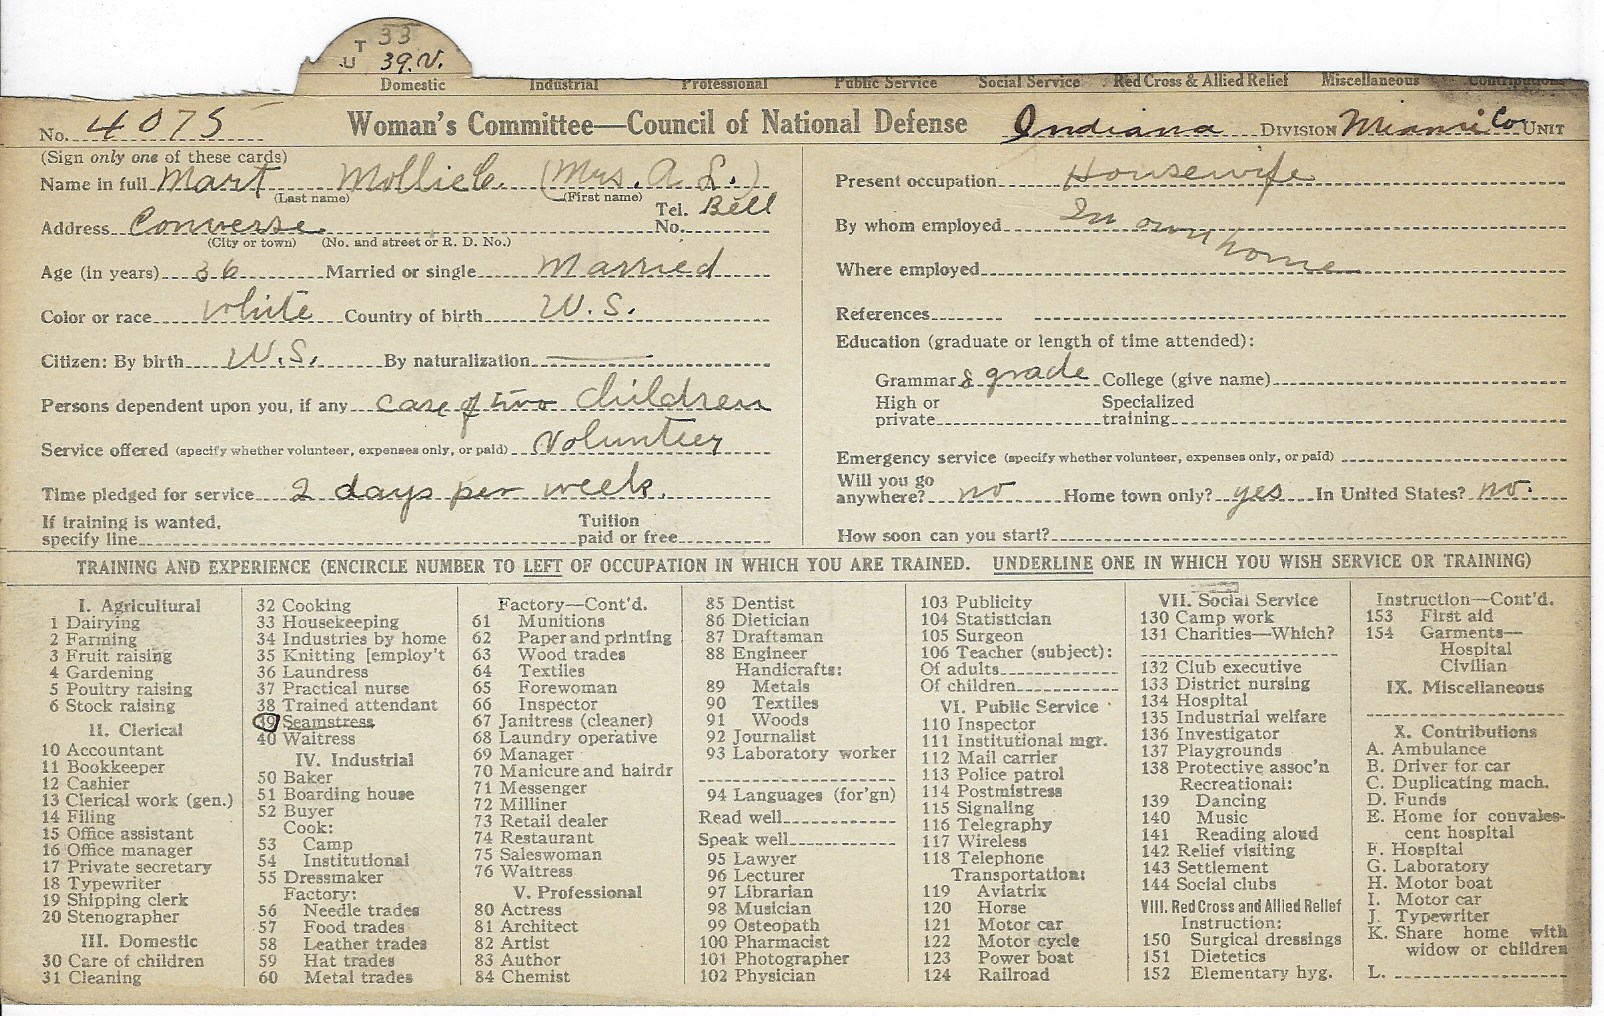 T 33
U 39.V.
Domestic Industrial Professional Public Service Social Service Red Cross & Allied Relief Miscellaneous Contributions
No. 4075 Woman's Committee—Council of National Defense Indiana DIVISION Miami Co. UNIT
(Sign only one of these cards)
Name in full Mart Mollie C. (Mrs. A. L.)
(Last name) (First name)
Address Converse Tel. No. Bell
(City or town) (No. and street or R. D. No.)
Age (in years) 36 Married or single Married
Color or race White Country of birth U.S.
Citizen: By birth U.S. By naturalization
Persons dependent upon you, if any Care of two children
Service offered (specify whether volunteer, expenses only, or paid) Volunteer
Time pledged for service 2 days per week.
If training is wanted, specify line Tuition paid or free
Present occupation Housewife
By whom employed In own home
Where employed
References
Education (graduate or length of time attended):
Grammar 8 grade College (give name)
High or private Specialized training
Emergency service (specify whether volunteer, expenses only, or paid)
Will you go anywhere? no Home town only? yes In United States? no.
How soon can you start?
TRAINING AND EXPERIENCE (ENCIRCLE NUMBER TO LEFT OF OCCUPATION IN WHICH YOU ARE TRAINED. UNDERLINE ONE IN WHICH YOU WISH SERVICE OR TRAINING)
I. Agricultural
1 Dairying
2 Farming
3 Fruit raising
4 Gardening
5 Poultry raising
6 Stock raising
II. Clerical
10 Accountant
11 Bookkeeper
12 Cashier
13 Clerical work (gen.)
14 Filing
15 Office assistant
16 Office manager
17 Private secretary
18 Typewriter
19 Shipping clerk
20 Stenographer
III. Domestic
30 Care of children
31 Cleaning
32 Cooking
33 Housekeeping
34 Industries by home
35 Knitting [employ't
36 Laundress
37 Practical nurse
38 Trained attendant
39 Seamstress
40 Waitress
IV. Industrial
50 Baker
51 Boarding house
52 Buyer
Cook:
53 Camp
54 Institutional
55 Dressmaker
Factory:
56 Needle trades
57 Food trades
58 Leather trades
59 Hat trades
60 Metal trades
Factory—Cont'd.
61 Munitions
62 Paper and printing
63 Wood trades
64 Textiles
65 Forewoman
66 Inspector
67 Janitress (cleaner)
68 Laundry operative
69 Manager
70 Manicure and hairdr
71 Messenger
72 Milliner
73 Retail dealer
74 Restaurant
75 Saleswoman
76 Waitress
V. Professional
80 Actress
81 Architect
82 Artist
83 Author
84 Chemist
85 Dentist
86 Dietician
87 Draftsman
88 Engineer
Handicrafts:
89 Metals
90 Textiles
91 Woods
92 Journalist
93 Laboratory worker
94 Languages (for'gn)
Read well
Speak well
95 Lawyer
96 Lecturer
97 Librarian
98 Musician
99 Osteopath
100 Pharmacist
101 Photographer
102 Physician
103 Publicity
104 Statistician
105 Surgeon
106 Teacher (subject):
Of adults
Of children
VI. Public Service
110 Inspector
111 Institutional mgr.
112 Mail carrier
113 Police patrol
114 Postmistress
115 Signaling
116 Telegraphy
117 Wireless
118 Telephone
Transportation:
119 Aviatrix
120 Horse
121 Motor car
122 Motor cycle
123 Power boat
124 Railroad
VII. Social Service
130 Camp work
131 Charities—Which?
132 Club executive
133 District nursing
134 Hospital
135 Industrial welfare
136 Investigator
137 Playgrounds
138 Protective assoc'n
Recreational:
139 Dancing
140 Music
141 Reading aloud
142 Relief visiting
143 Settlement
144 Social clubs
VIII. Red Cross and Allied Relief
Instruction:
150 Surgical dressings
151 Dietetics
152 Elementary hyg.
Instruction—Cont'd.
153 First aid
154 Garments—
Hospital
Civilian
IX. Miscellaneous
X. Contributions
A. Ambulance
B. Driver for car
C. Duplicating mach.
D. Funds
E. Home for convales-
cent hospital
F. Hospital
G. Laboratory
H. Motor boat
I. Motor car
J. Typewriter
K. Share home with
widow or children
L.